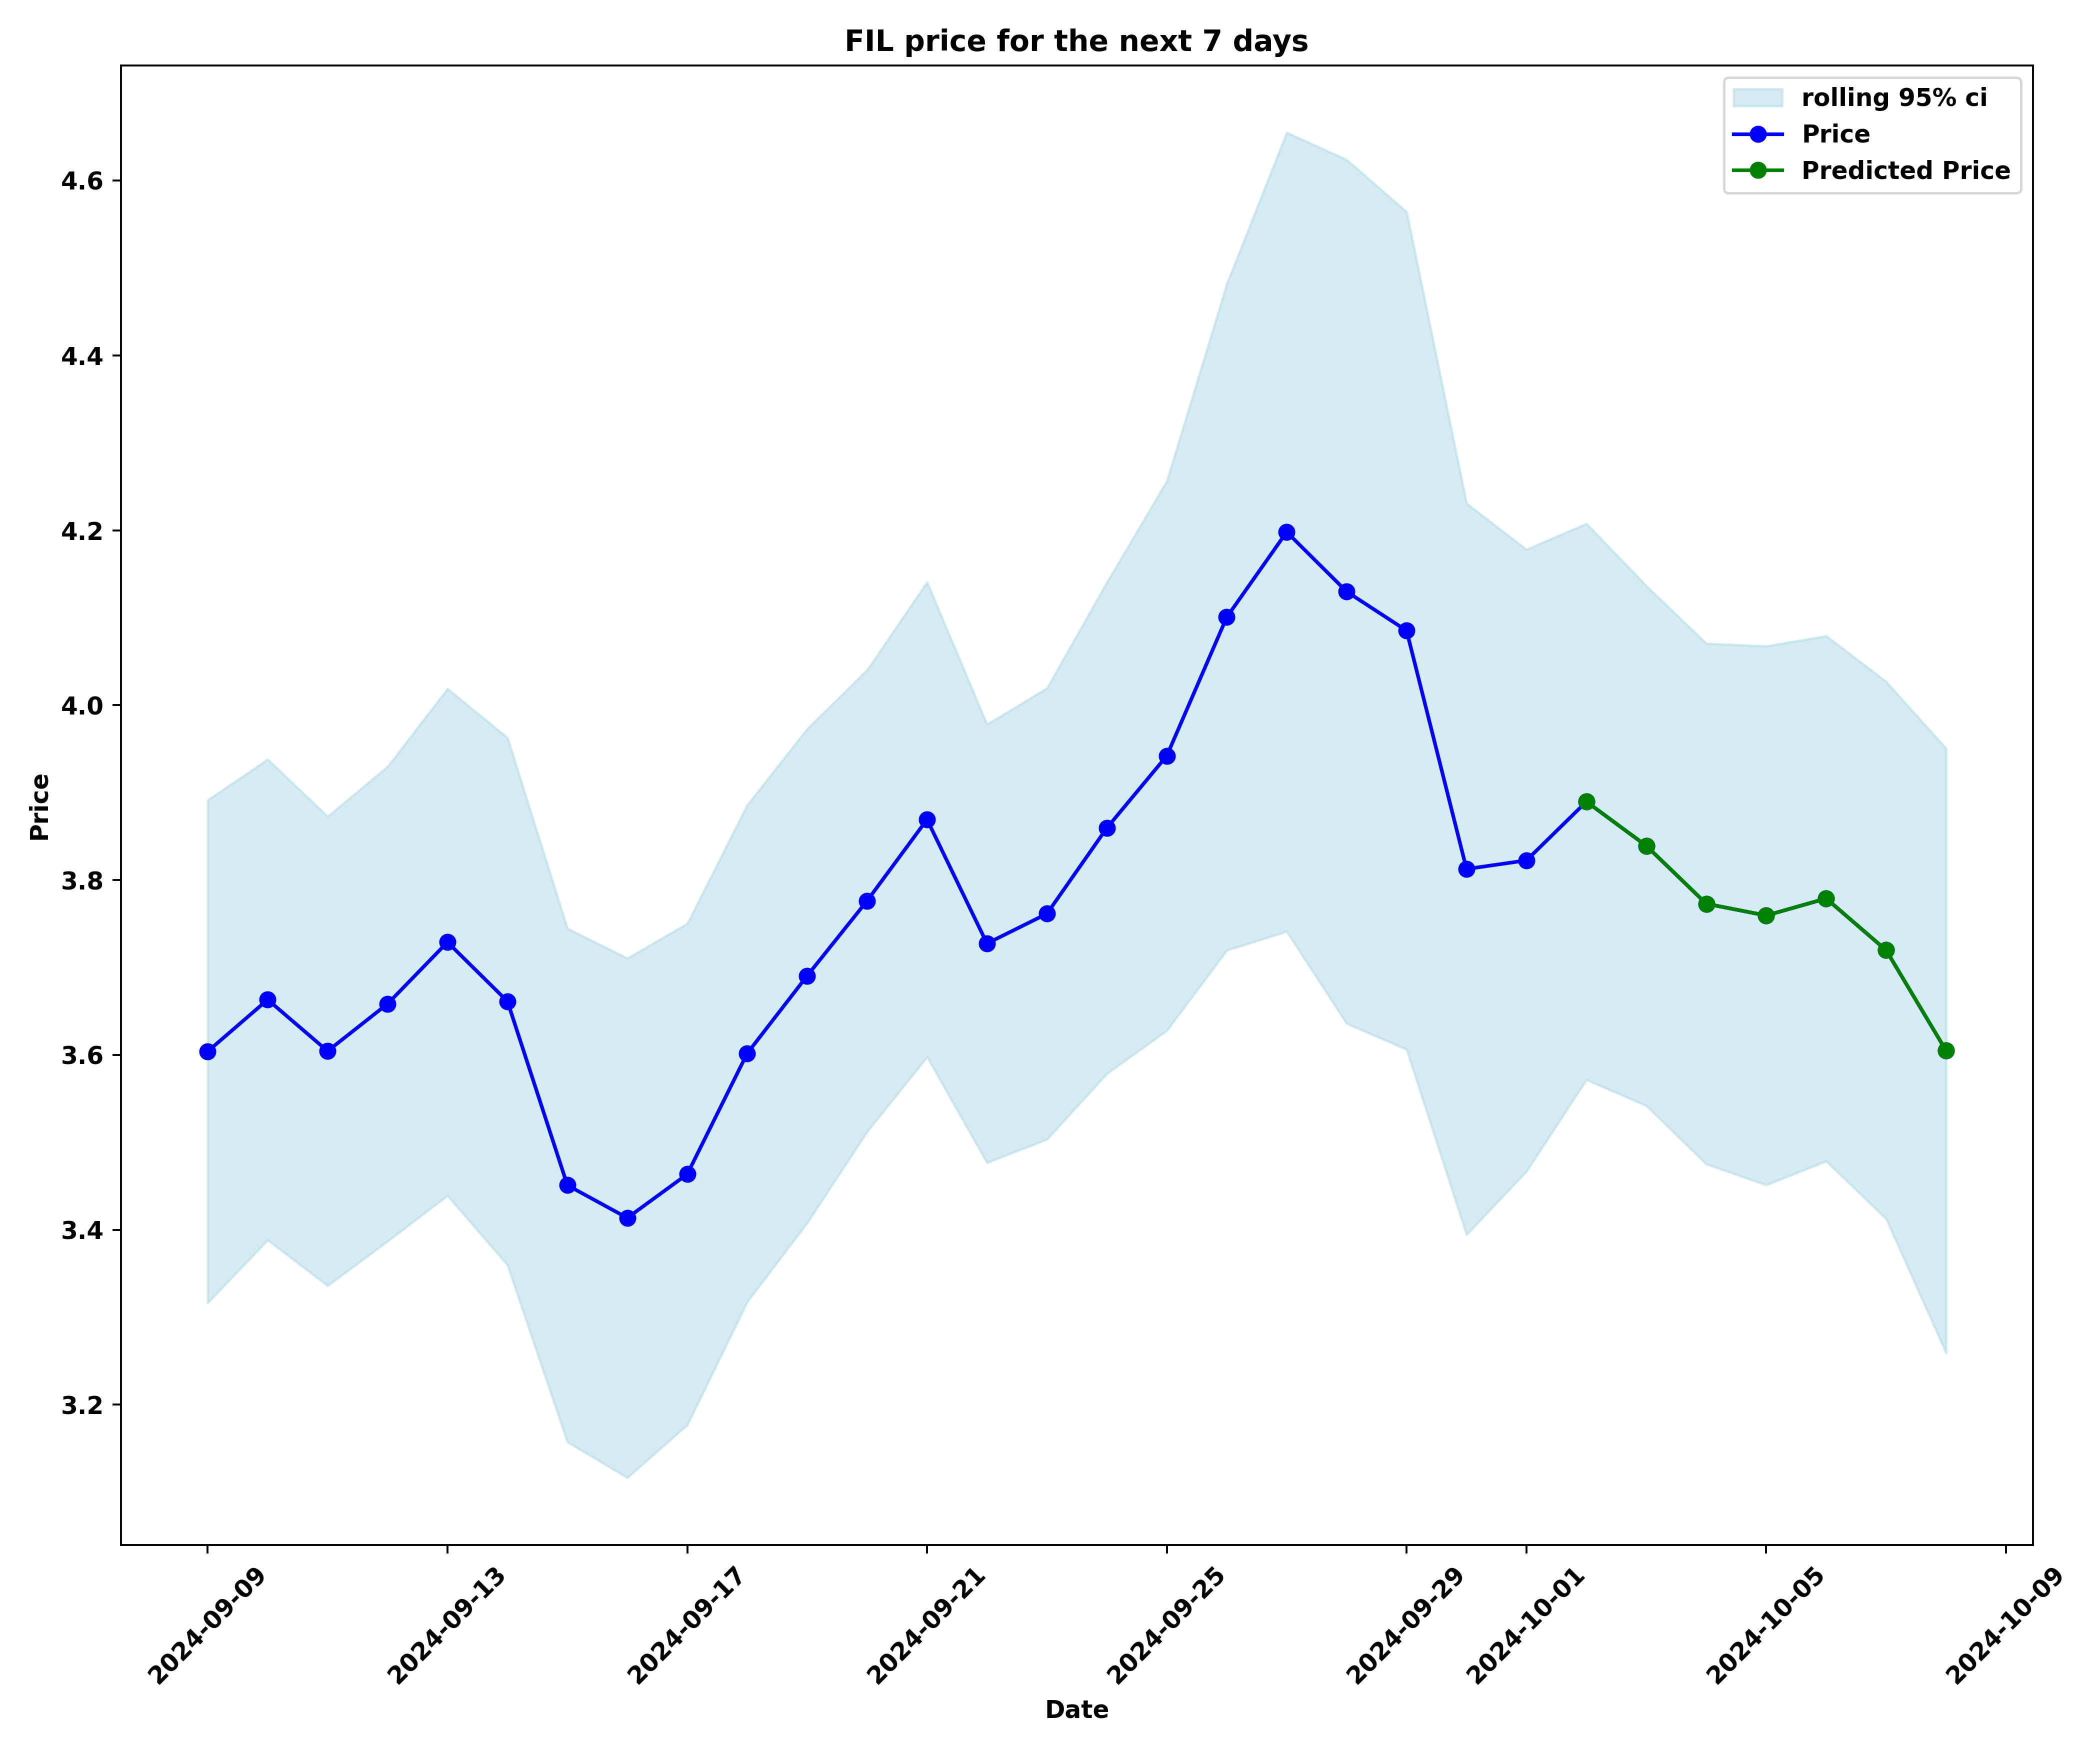 FIL price for the next 7 days
rolling 95% ci
Price
Predicted Price
4.6
4.4
4.2
4.0
3.8
3.6
3.4
3.2
Price
2024-09-09
2024-09-13
2024-09-17
2024-09-21
2024-09-25
2024-09-29
2024-10-01
2024-10-05
2024-10-09
Date